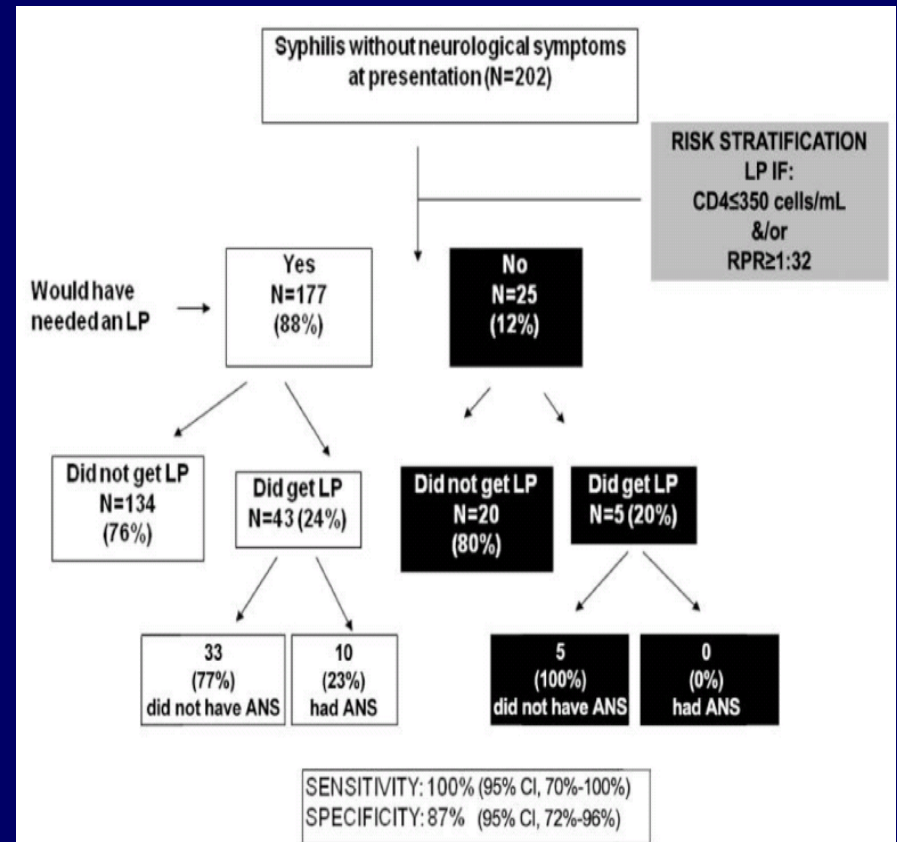 Syphilis without neurological symptoms
at presentation (N=202)
RISK STRATIFICATION
LP IF:
CD4≤350 cells/mL
&/or
RPR≥1:32
Would have
needed an LP
Yes
N=177
(88%)
No
N=25
(12%)
Did not get LP
N=134
(76%)
Did get LP
N=43 (24%)
Did not get LP
N=20
(80%)
Did get LP
N=5 (20%)
33
(77%)
did not have ANS
10
(23%)
had ANS
5
(100%)
did not have ANS
0
(0%)
had ANS
SENSITIVITY: 100% (95% CI, 70%-100%)
SPECIFICITY: 87% (95% CI, 72%-96%)